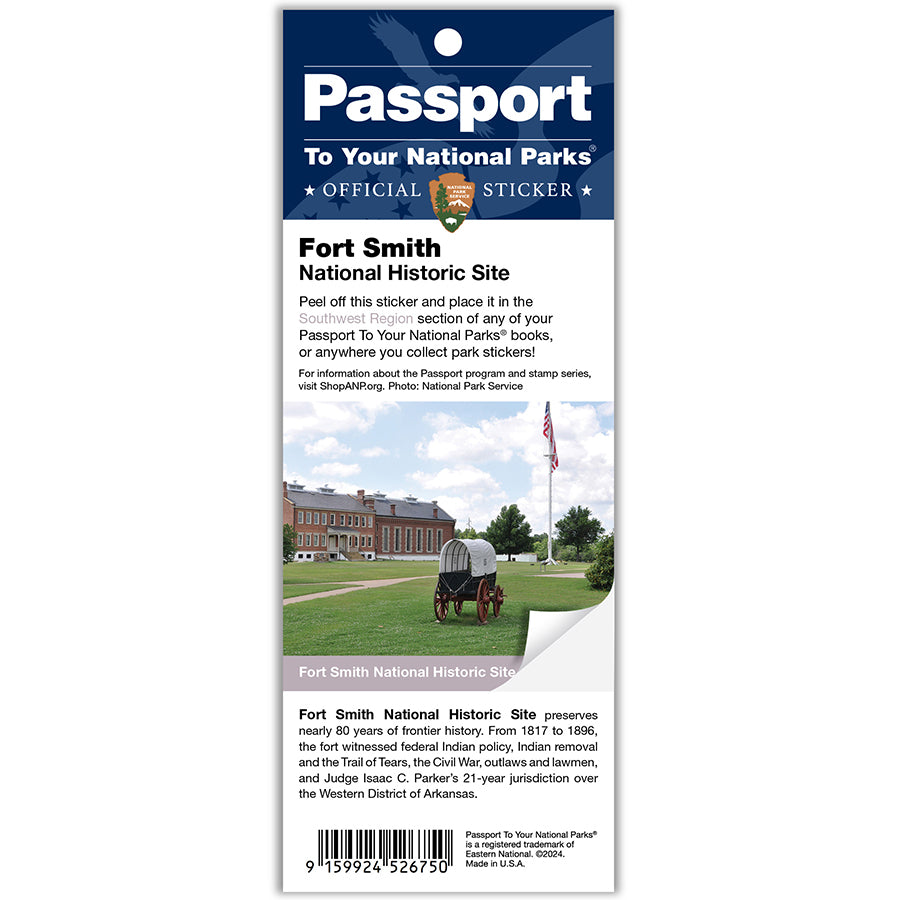 Passport
To Your National Parks®
★ OFFICIAL STICKER ★
NATIONAL
PARK
SERVICE
Fort Smith
National Historic Site
Peel off this sticker and place it in the
Southwest Region section of any of your
Passport To Your National Parks® books,
or anywhere you collect park stickers!
For information about the Passport program and stamp series,
visit ShopANP.org. Photo: National Park Service
Fort Smith National Historic Site
Fort Smith National Historic Site preserves
nearly 80 years of frontier history. From 1817 to 1896,
the fort witnessed federal Indian policy, Indian removal
and the Trail of Tears, the Civil War, outlaws and lawmen,
and Judge Isaac C. Parker's 21-year jurisdiction over
the Western District of Arkansas.
9 159924 526750
Passport To Your National Parks®
is a registered trademark of
Eastern National. ©2024.
Made in U.S.A.